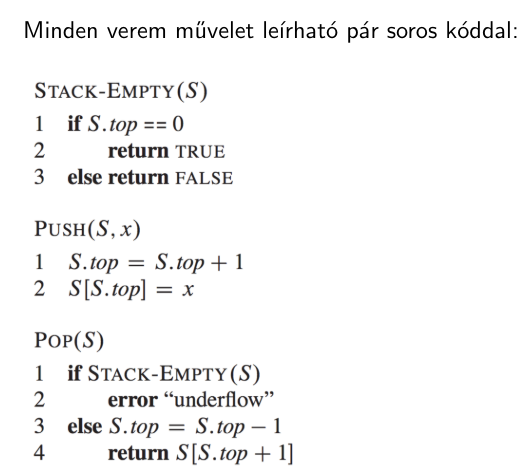 Minden verem művelet leírható pár soros kóddal:
STACK-EMPTY(S)
1 if S.top == 0
2 return TRUE
3 else return FALSE
PUSH(S, x)
1 S.top = S.top + 1
2 S[S.top] = x
POP(S)
1 if STACK-EMPTY(S)
2 error “underflow”
3 else S.top = S.top − 1
4 return S[S.top + 1]